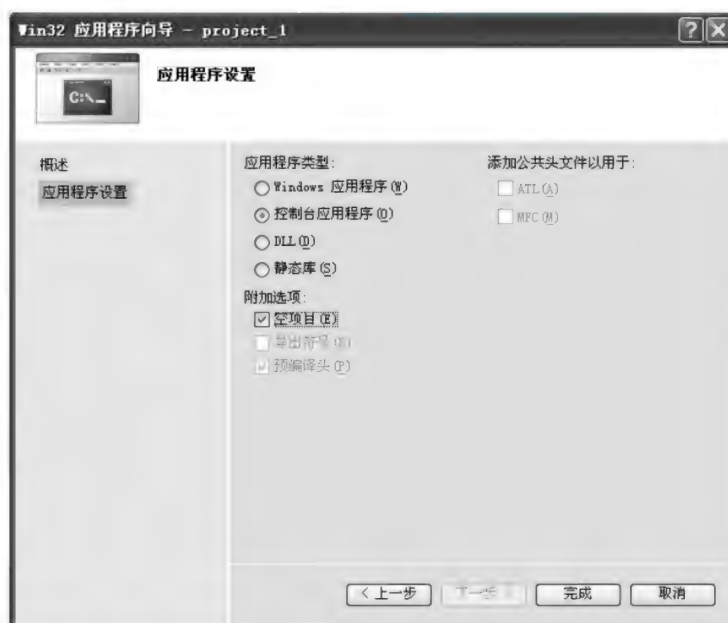 Win32 应用程序向导 - project_1
应用程序设置
C:\_
概述
应用程序设置
应用程序类型:
Windows 应用程序(W)
控制台应用程序(O)
DLL(D)
静态库(S)
附加选项:
空项目(E)
导出符号(X)
预编译头(P)
添加公共头文件以用于:
ATL(A)
MFC(M)
< 上一步
下一步 >
完成
取消